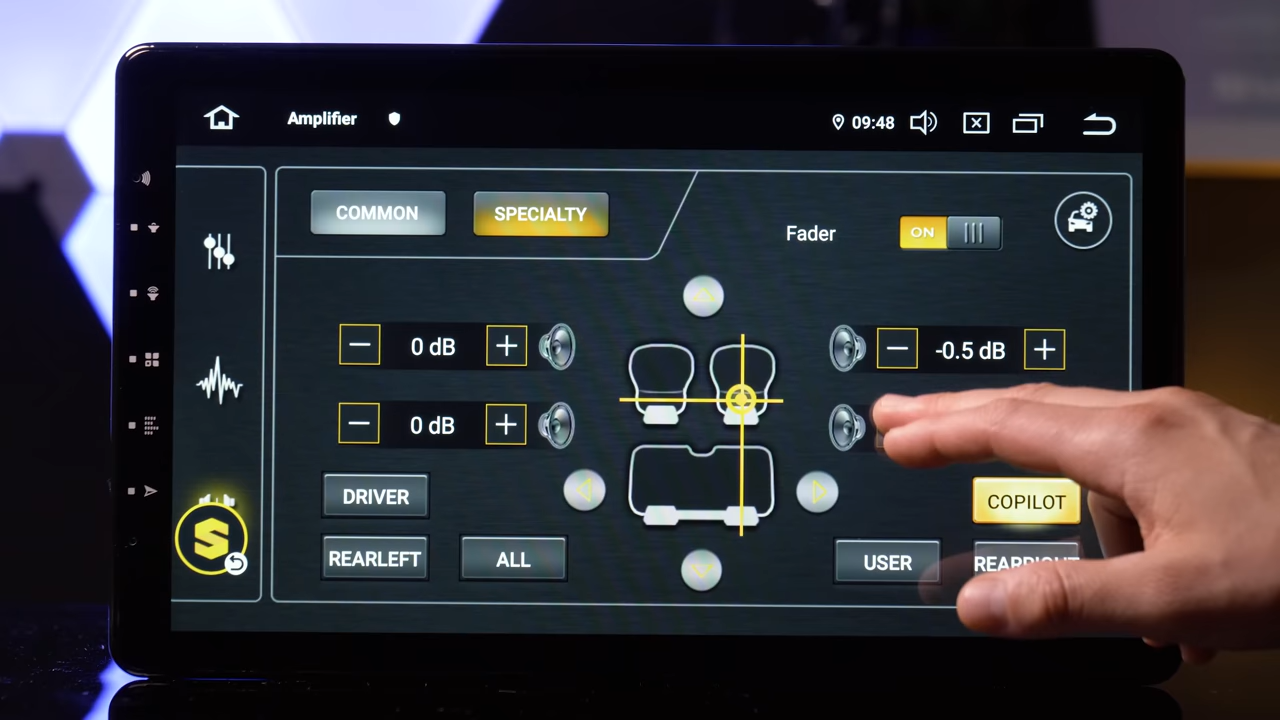 Amplifier
09:48
COMMON
SPECIALTY
Fader
ON
0 dB
-0.5 dB
0 dB
DRIVER
COPILOT
REARLEFT
ALL
USER
REARRIGHT
S